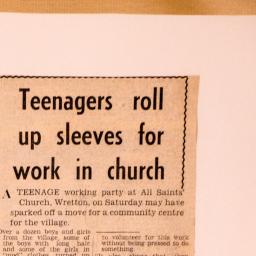 Teenagers roll
up sleeves for
work in church
A TEENAGE working party at All Saints'
Church, Wretton, on Saturday may have
sparked off a move for a community centre
for the village.
Over a dozen boys and girls
from the village, some of
the boys with long hair
and some of the girls in
"mod" clothes, turned up
to volunteer for this work
without being pressed to do
something.